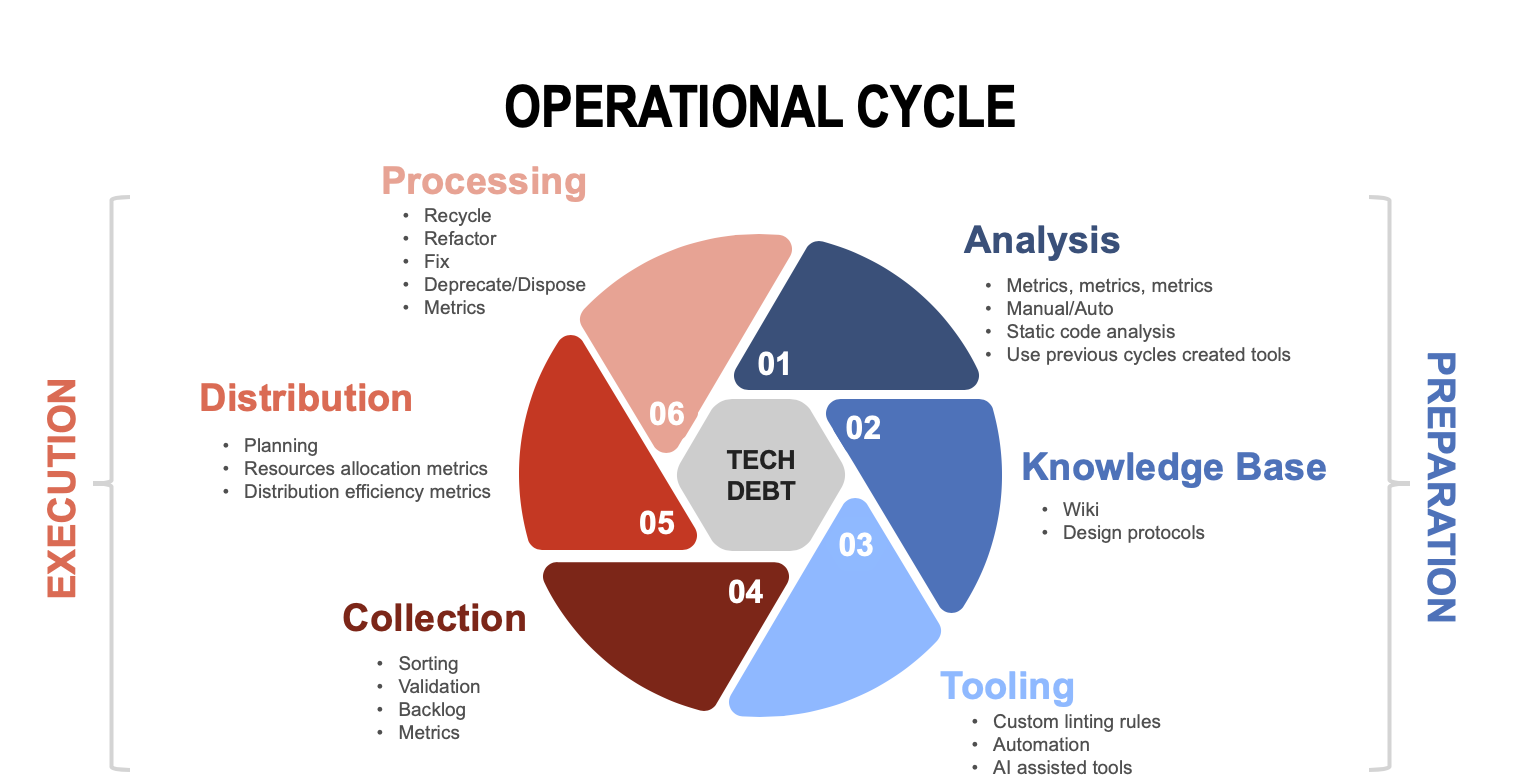 OPERATIONAL CYCLE
Processing
• Recycle
• Refactor
• Fix
• Deprecate/Dispose
• Metrics
Analysis
• Metrics, metrics, metrics
• Manual/Auto
• Static code analysis
• Use previous cycles created tools
Distribution
• Planning
• Resources allocation metrics
• Distribution efficiency metrics
Knowledge Base
• Wiki
• Design protocols
Collection
• Sorting
• Validation
• Backlog
• Metrics
Tooling
• Custom linting rules
• Automation
• AI assisted tools
01
02
03
04
05
06
TECH
DEBT
EXECUTION
PREPARATION